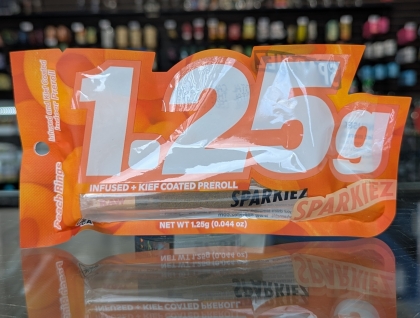 1.25g
INFUSED + KIEF COATED PREROLL
SPARKIEZ
SPARKIEZ
NET WT 1.25g (0.044 oz)
Peach Rings